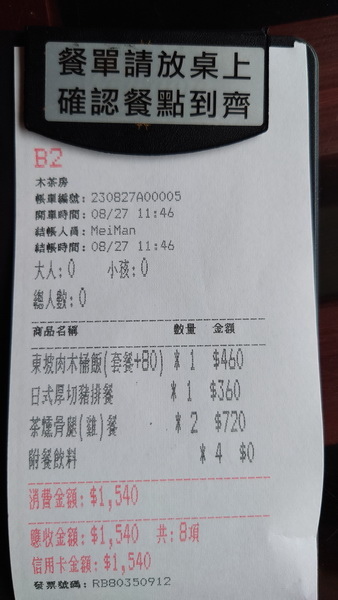 餐單請放桌上
確認餐點到齊
B2
木茶房
帳單編號: 230827A00005
開單時間: 08/27 11:46
結帳人員: MeiMan
結帳時間: 08/27 11:46
大人:0 小孩:0
總人數:0
商品名稱 數量 金額
東坡肉木桶飯(套餐+80) * 1 $460
日式厚切豬排餐 * 1 $360
茶燻骨腿(雞)餐 * 2 $720
附餐飲料 * 4 $0
消費金額:$1,540
應收金額:$1,540 共:8項
信用卡金額:$1,540
發票號碼: RB80350912